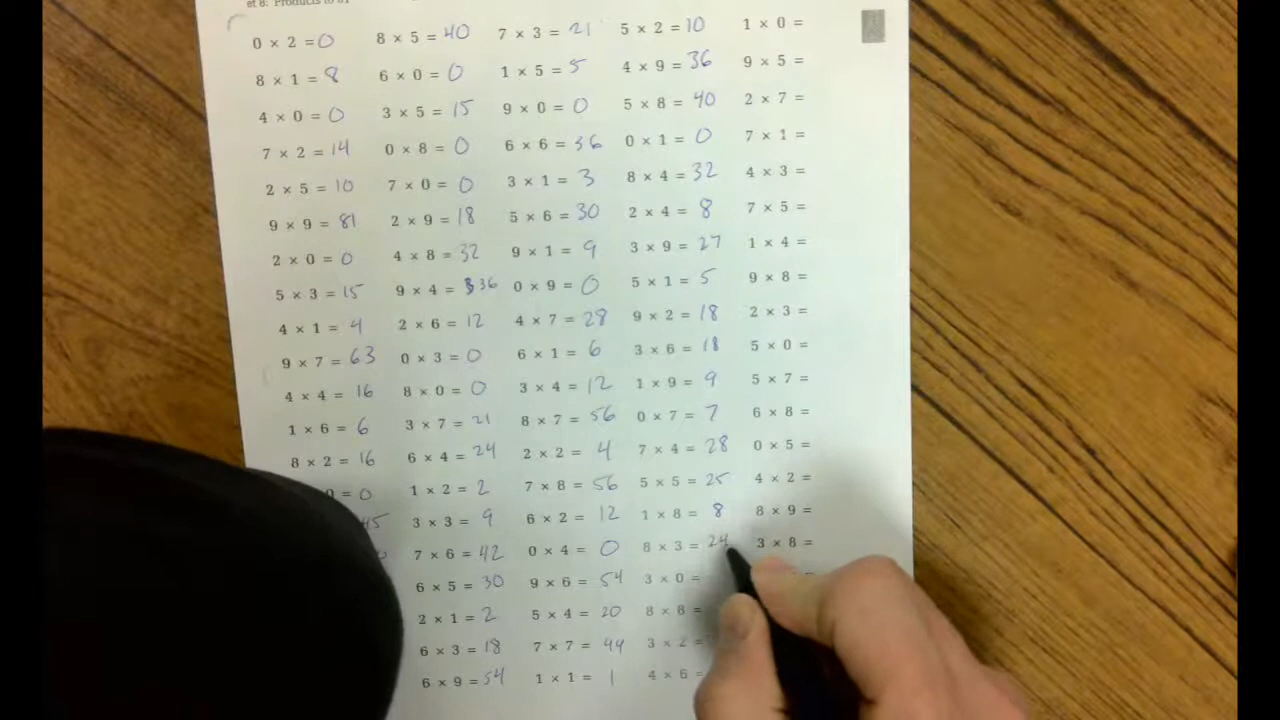 et 8: Products to 81
0 × 2 = 0 8 × 5 = 40 7 × 3 = 21 5 × 2 = 10 1 × 0 =
8 × 1 = 8 6 × 0 = 0 1 × 5 = 5 4 × 9 = 36 9 × 5 =
4 × 0 = 0 3 × 5 = 15 9 × 0 = 0 5 × 8 = 40 2 × 7 =
7 × 2 = 14 0 × 8 = 0 6 × 6 = 36 0 × 1 = 0 7 × 1 =
2 × 5 = 10 7 × 0 = 0 3 × 1 = 3 8 × 4 = 32 4 × 3 =
9 × 9 = 81 2 × 9 = 18 5 × 6 = 30 2 × 4 = 8 7 × 5 =
2 × 0 = 0 4 × 8 = 32 9 × 1 = 9 3 × 9 = 27 1 × 4 =
5 × 3 = 15 9 × 4 = 36 0 × 9 = 0 5 × 1 = 5 9 × 8 =
4 × 1 = 4 2 × 6 = 12 4 × 7 = 28 9 × 2 = 18 2 × 3 =
9 × 7 = 63 0 × 3 = 0 6 × 1 = 6 3 × 6 = 18 5 × 0 =
4 × 4 = 16 8 × 0 = 0 3 × 4 = 12 1 × 9 = 9 5 × 7 =
1 × 6 = 6 3 × 7 = 21 8 × 7 = 56 0 × 7 = 7 6 × 8 =
8 × 2 = 16 6 × 4 = 24 2 × 2 = 4 7 × 4 = 28 0 × 5 =
0 = 0 1 × 2 = 2 7 × 8 = 56 5 × 5 = 25 4 × 2 =
45 3 × 3 = 9 6 × 2 = 12 1 × 8 = 8 8 × 9 =
7 × 6 = 42 0 × 4 = 0 8 × 3 = 24 3 × 8 =
6 × 5 = 30 9 × 6 = 54 3 × 0 =
2 × 1 = 2 5 × 4 = 20 8 × 8 =
6 × 3 = 18 7 × 7 = 44 3 × 2 =
6 × 9 = 54 1 × 1 = 1 4 × 6 =